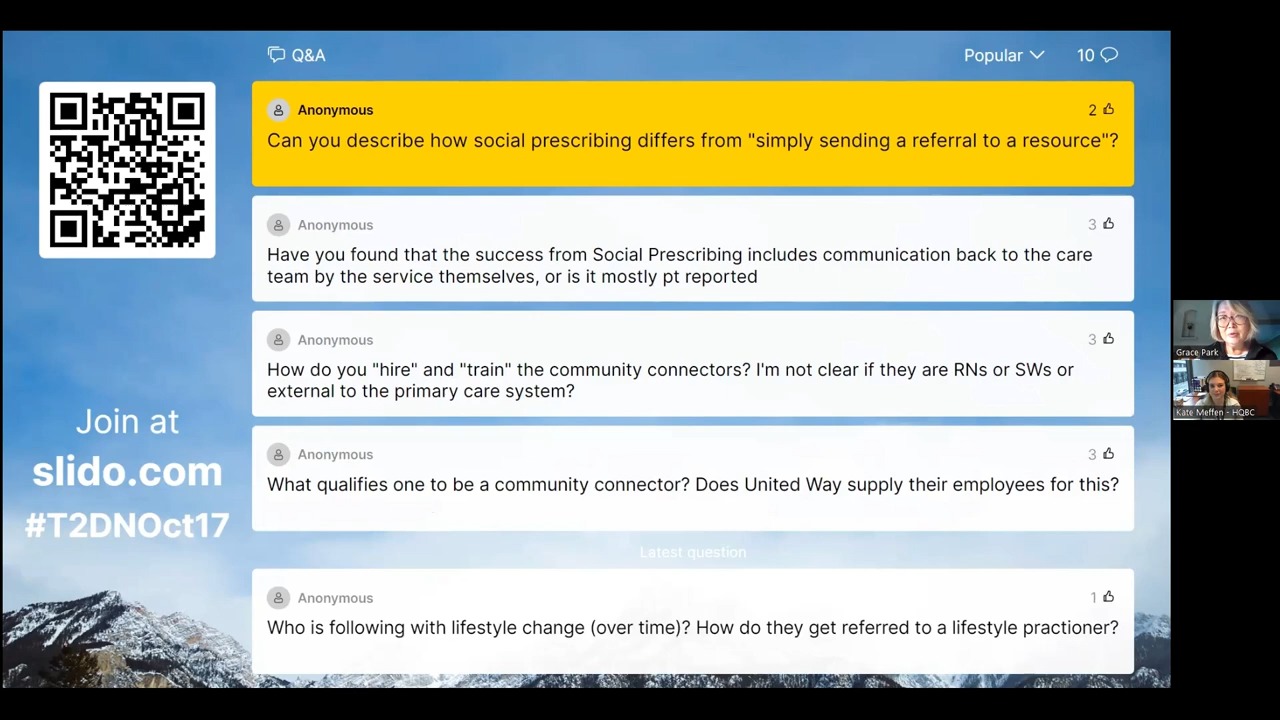 Q&A
Popular
10
Anonymous
2
Can you describe how social prescribing differs from "simply sending a referral to a resource"?
Anonymous
3
Have you found that the success from Social Prescribing includes communication back to the care
team by the service themselves, or is it mostly pt reported
Anonymous
3
How do you "hire" and "train" the community connectors? I'm not clear if they are RNs or SWs or
external to the primary care system?
Anonymous
3
What qualifies one to be a community connector? Does United Way supply their employees for this?
Latest question
Anonymous
1
Who is following with lifestyle change (over time)? How do they get referred to a lifestyle practioner?
Join at
slido.com
#T2DNOct17
Grace Park
Kate Meffen - HQBC